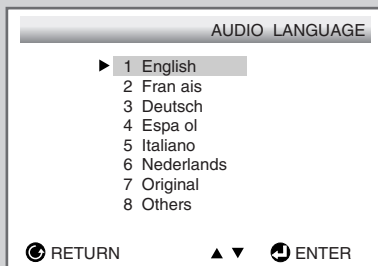 AUDIO LANGUAGE
1 English
2 Fran ais
3 Deutsch
4 Espa ol
5 Italiano
6 Nederlands
7 Original
8 Others
RETURN ENTER